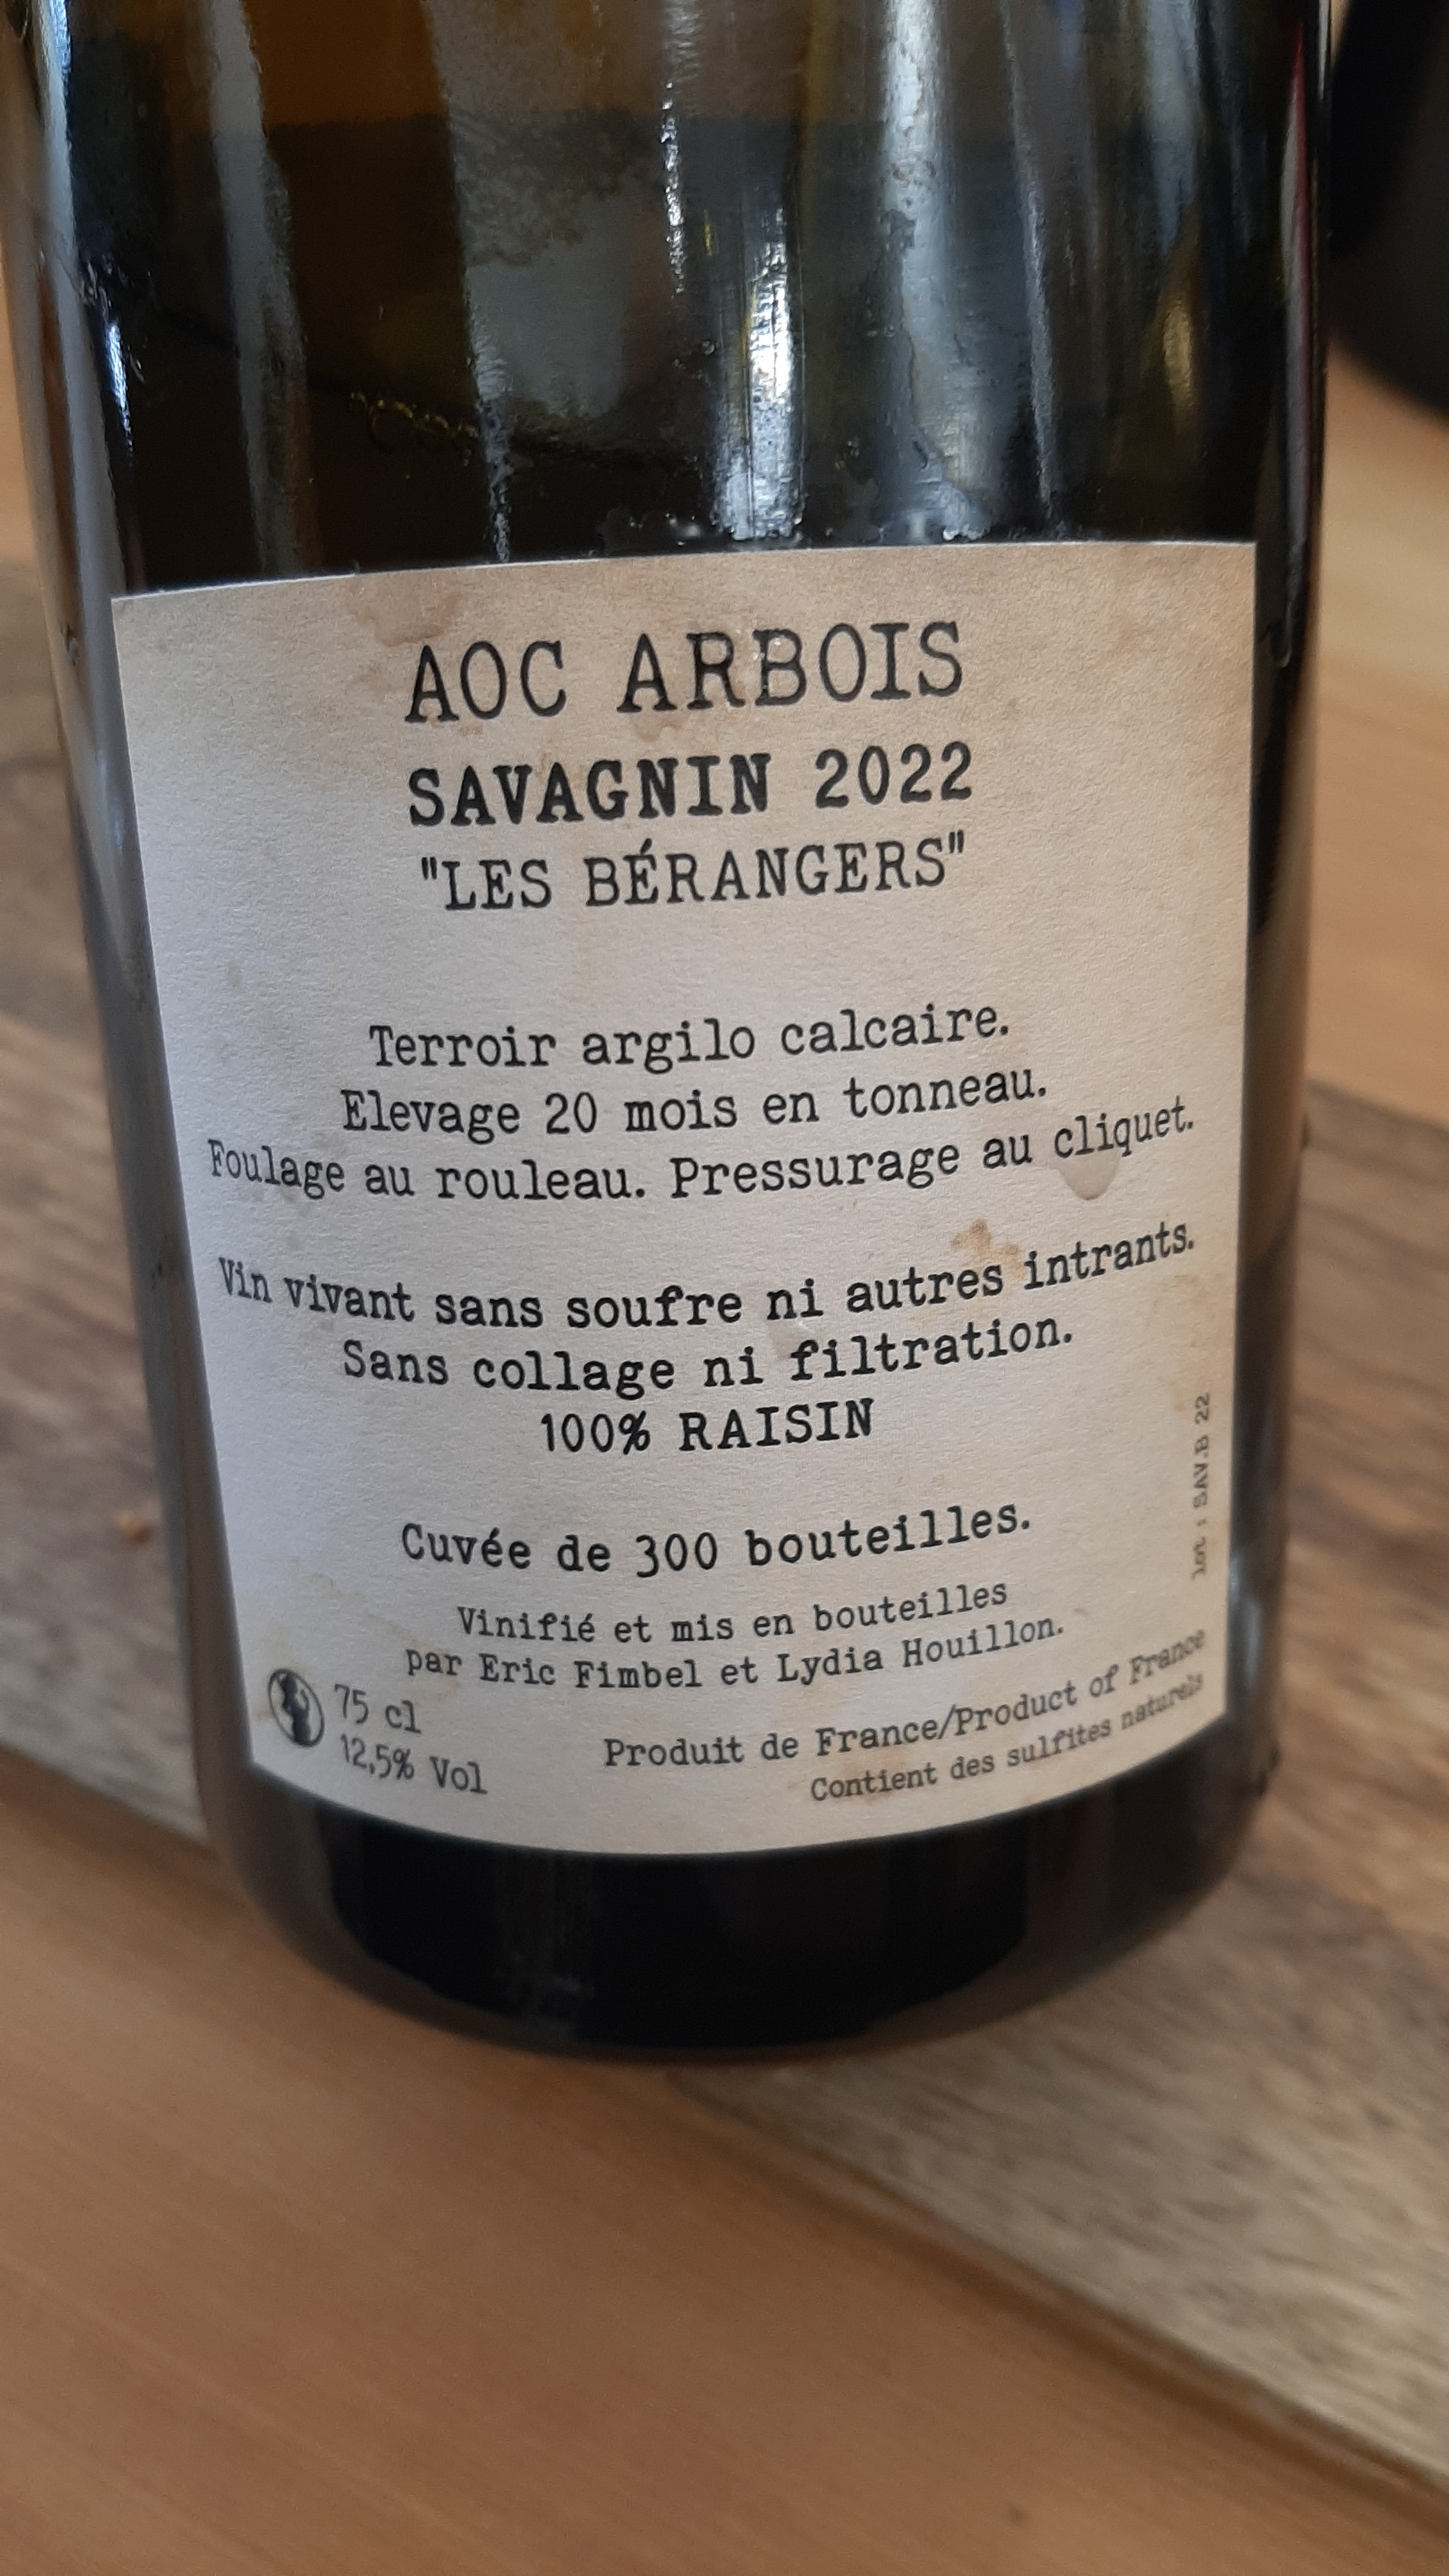 AOC ARBOIS
SAVAGNIN 2022
"LES BÉRANGERS"
Terroir argilo calcaire.
Elevage 20 mois en tonneau.
Foulage au rouleau. Pressurage au cliquet.
Vin vivant sans soufre ni autres intrants.
Sans collage ni filtration.
100% RAISIN
Cuvée de 300 bouteilles.
Vinifié et mis en bouteilles
par Eric Fimbel et Lydia Houillon.
75 cl
12,5% Vol
Produit de France/Product of France
Contient des sulfites naturels
lot : SAV.B 22